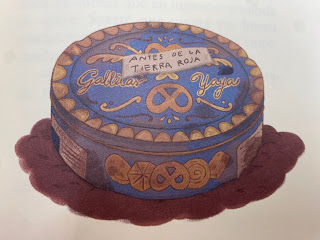 ANTES DE LA
TIERRA ROJA
Galletas Yaya